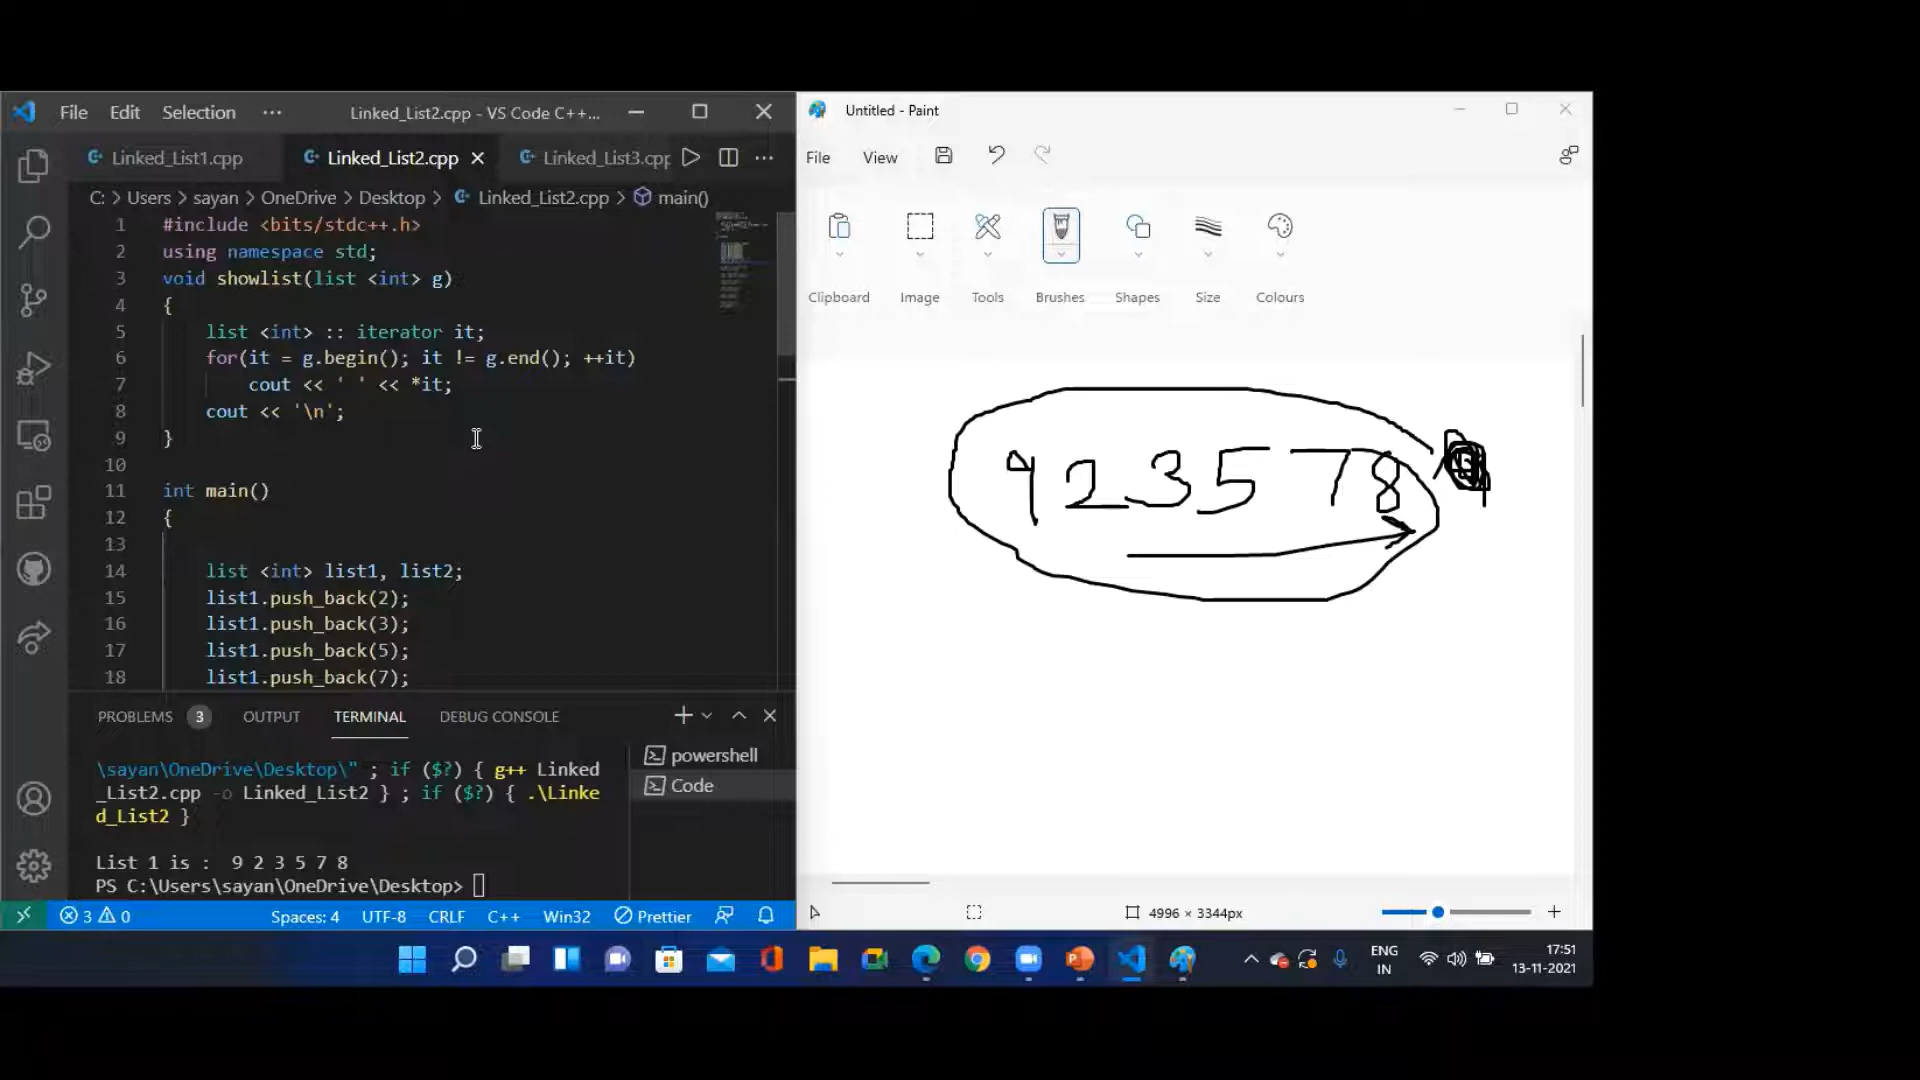 File Edit Selection ··· Linked_List2.cpp - VS Code C++...
Linked_List1.cpp Linked_List2.cpp Linked_List3.cpp
C: > Users > sayan > OneDrive > Desktop > Linked_List2.cpp > main()
1 #include <bits/stdc++.h>
2 using namespace std;
3 void showlist(list <int> g)
4 {
5 list <int> :: iterator it;
6 for(it = g.begin(); it != g.end(); ++it)
7 cout << ' ' << *it;
8 cout << '\n';
9 }
10
11 int main()
12 {
13
14 list <int> list1, list2;
15 list1.push_back(2);
16 list1.push_back(3);
17 list1.push_back(5);
18 list1.push_back(7);
PROBLEMS 3 OUTPUT TERMINAL DEBUG CONSOLE
\sayan\OneDrive\Desktop\" ; if ($?) { g++ Linked
_List2.cpp -o Linked_List2 } ; if ($?) { .\Linke
d_List2 }
List 1 is : 9 2 3 5 7 8
PS C:\Users\sayan\OneDrive\Desktop>
powershell
Code
3 0 Spaces: 4 UTF-8 CRLF C++ Win32 Prettier
Untitled - Paint
File View
Clipboard Image Tools Brushes Shapes Size Colours
9 2 3 5 7 8
4996 × 3344px
ENG
IN
17:51
13-11-2021